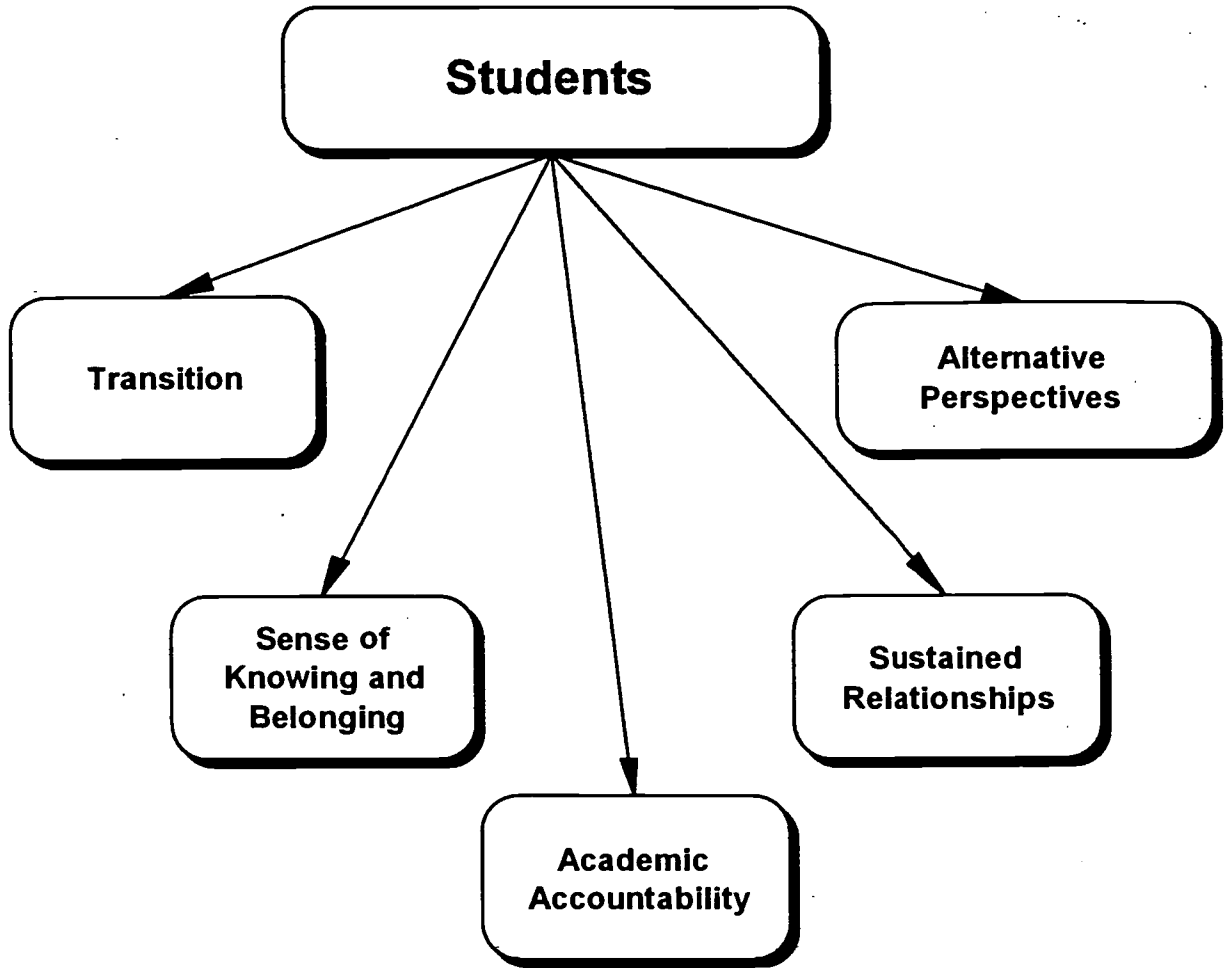 Students
Transition
Alternative
Perspectives
Sense of
Knowing and
Belonging
Sustained
Relationships
Academic
Accountability